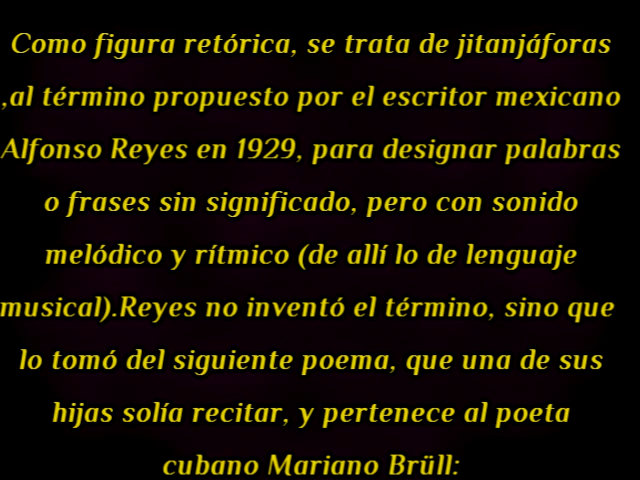 Como figura retórica, se trata de jitanjáforas
,al término propuesto por el escritor mexicano
Alfonso Reyes en 1929, para designar palabras
o frases sin significado, pero con sonido
melódico y rítmico (de allí lo de lenguaje
musical).Reyes no inventó el término, sino que
lo tomó del siguiente poema, que una de sus
hijas solía recitar, y pertenece al poeta
cubano Mariano Brüll: